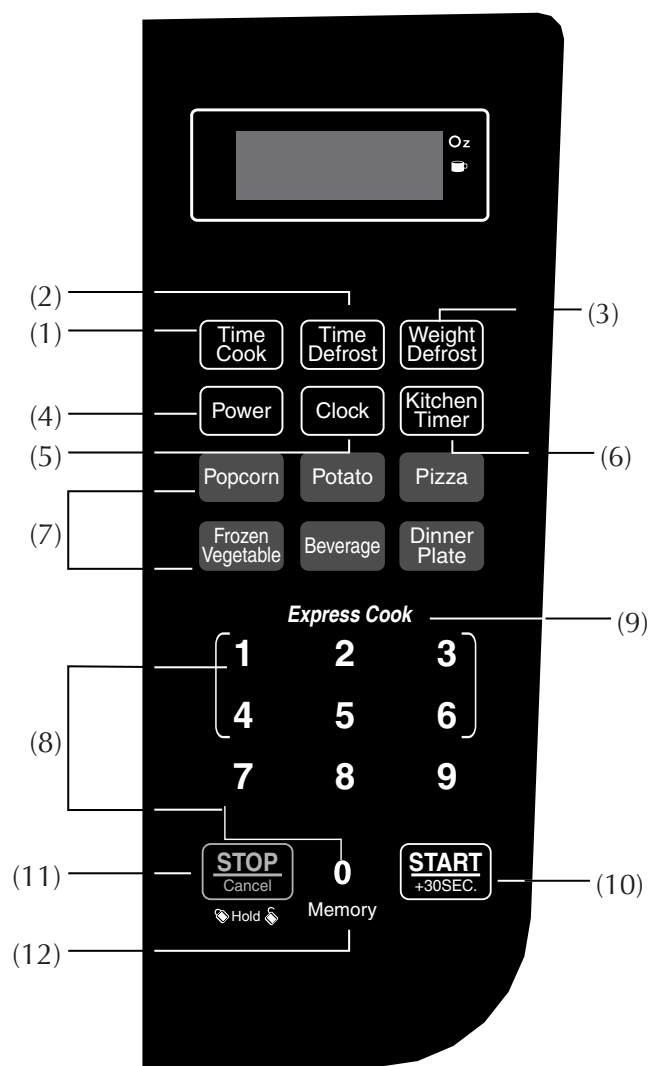 Oz
(2)
(1)
(3)
Time
Cook
Time
Defrost
Weight
Defrost
(4)
Power
Clock
Kitchen
Timer
(5)
(6)
Popcorn
Potato
Pizza
(7)
Frozen
Vegetable
Beverage
Dinner
Plate
Express Cook
(9)
1 2 3
4 5 6
(8)
7 8 9
(11)
STOP
Cancel
0
START
+30SEC.
(10)
Hold
Memory
(12)